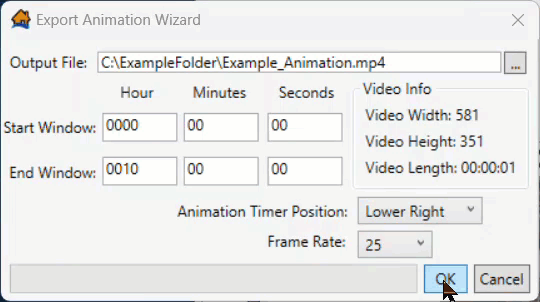 Export Animation Wizard
Output File: C:\ExampleFolder\Example_Animation.mp4 ...
Hour Minutes Seconds
Start Window: 0000 00 00
End Window: 0010 00 00
Video Info
Video Width: 581
Video Height: 351
Video Length: 00:00:01
Animation Timer Position: Lower Right
Frame Rate: 25
OK Cancel